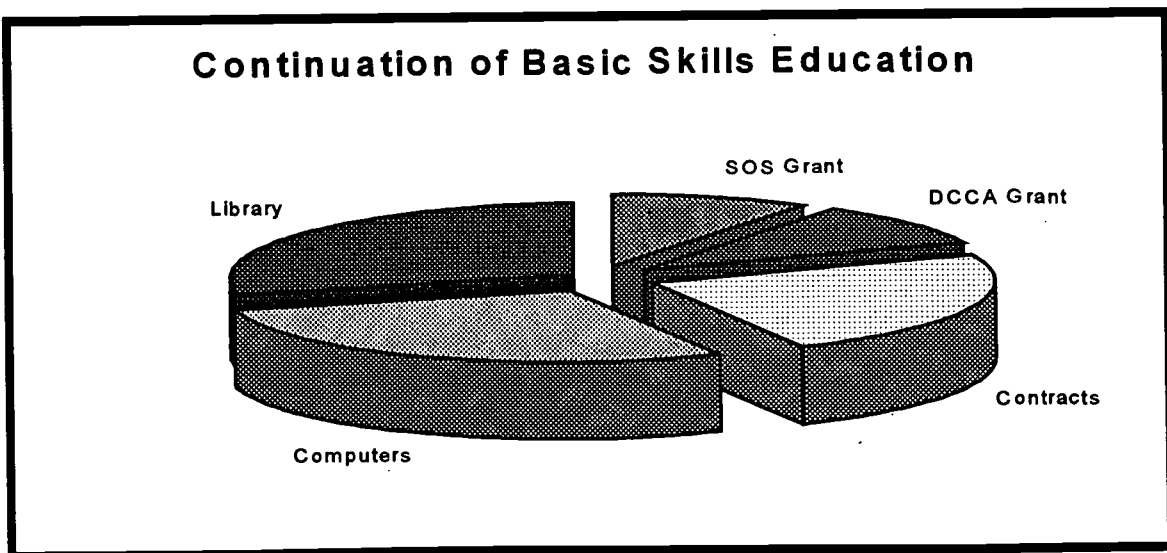 Continuation of Basic Skills Education
SOS Grant
DCCA Grant
Library
Contracts
Computers